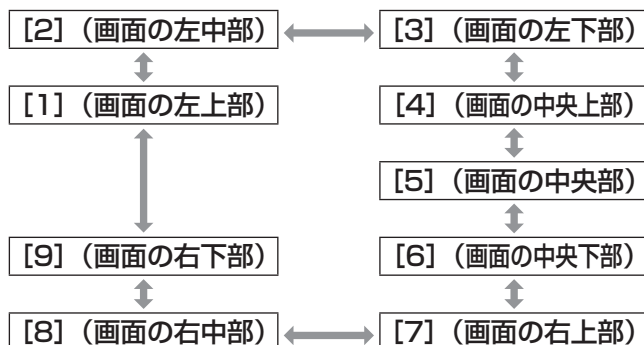 [2]（画面の左中部） [3]（画面の左下部）
[1]（画面の左上部） [4]（画面の中央上部）
[5]（画面の中央部）
[9]（画面の右下部） [6]（画面の中央下部）
[8]（画面の右中部） [7]（画面の右上部）